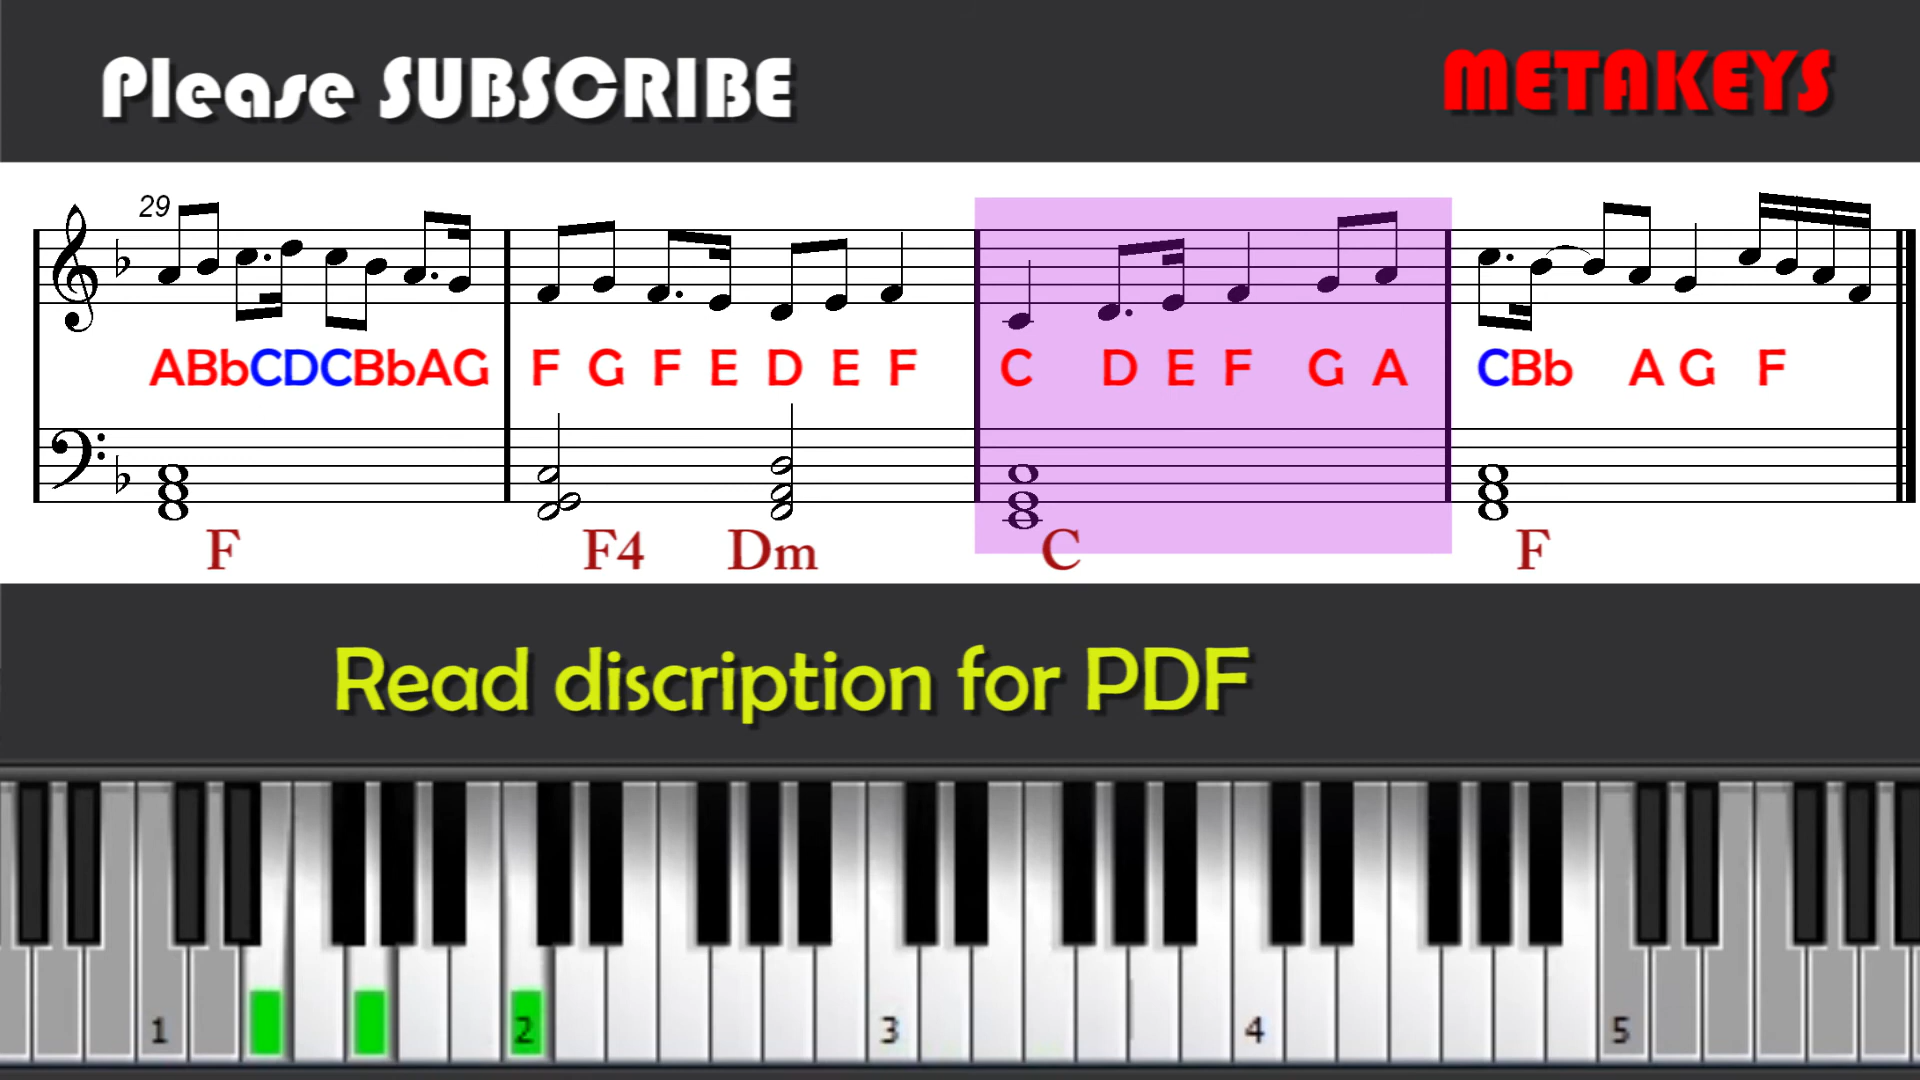 Please SUBSCRIBE
METAKEYS
29
ABbCDCBbAG F G F E D E F C D E F G A CBb A G F
F F4 Dm C F
Read discription for PDF
1 2 3 4 5